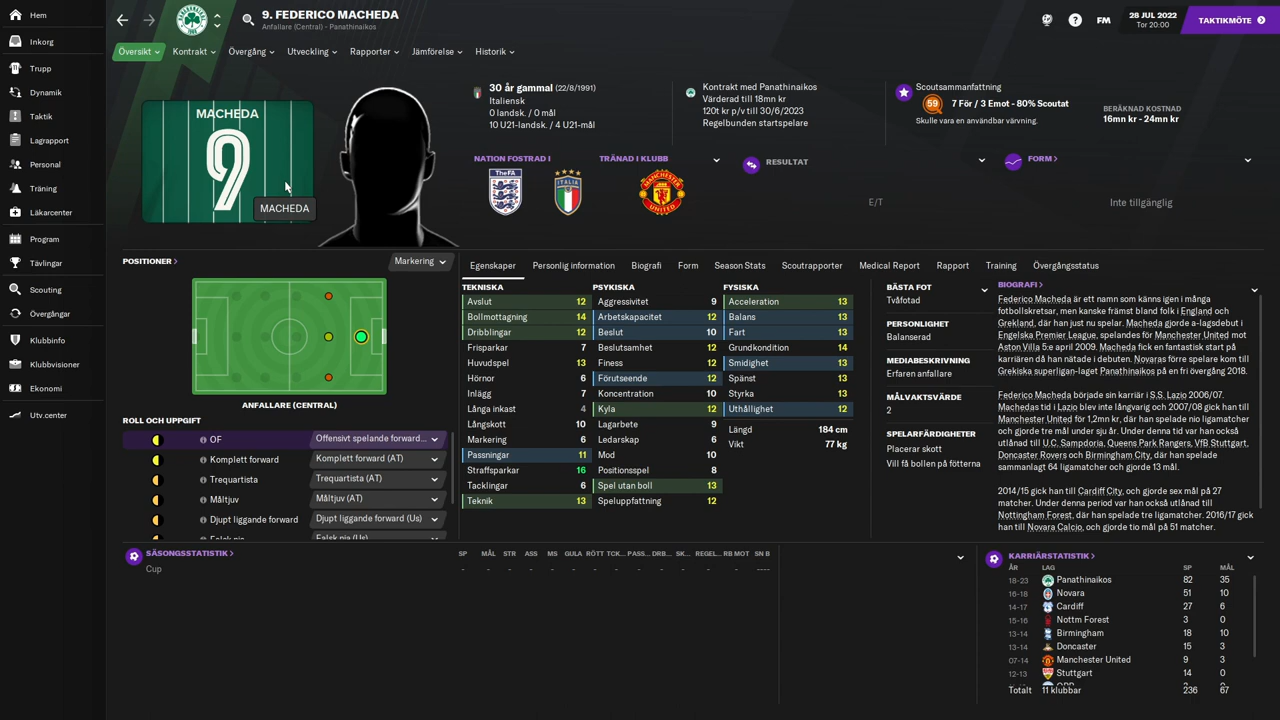 Hem
Inkorg
Trupp
Dynamik
Taktik
Lagrapport
Personal
Träning
Läkarcenter
Program
Tävlingar
Scouting
Övergångar
Klubbinfo
Klubbvisioner
Ekonomi
Utv.center
9. FEDERICO MACHEDA
Anfallare (Central) - Panathinaikos
FM
28 JUL 2022
Tor 20:00
TAKTIKMÖTE
Översikt
Kontrakt
Övergång
Utveckling
Rapporter
Jämförelse
Historik
MACHEDA
9
MACHEDA
30 år gammal (22/8/1991)
Italiensk
0 landsk. / 0 mål
10 U21-landsk. / 4 U21-mål
Kontrakt med Panathinaikos
Värderad till 18mn kr
120t kr p/v till 30/6/2023
Regelbunden startspelare
Scoutsammanfattning
59 7 För / 3 Emot - 80% Scoutat
Skulle vara en användbar värvning.
BERÄKNAD KOSTNAD
16mn kr - 24mn kr
NATION FOSTRAD I
TheFA
ITALIA
TRÄNAD I KLUBB
RESULTAT
E/T
FORM >
Inte tillgänglig
POSITIONER >
Markering
ANFALLARE (CENTRAL)
ROLL OCH UPPGIFT
OF Offensivt spelande forward...
Komplett forward Komplett forward (AT)
Trequartista Trequartista (AT)
Måltjuv Måltjuv (AT)
Djupt liggande forward Djupt liggande forward (Us)
Egenskaper
Personlig information
Biografi
Form
Season Stats
Scoutrapporter
Medical Report
Rapport
Training
Övergångsstatus
TEKNISKA
Avslut 12
Bollmottagning 14
Dribblingar 12
Frisparkar 7
Huvudspel 13
Hörnor 6
Inlägg 7
Långa inkast 4
Långskott 10
Markering 6
Passningar 11
Straffsparkar 16
Tacklingar 6
Teknik 13
PSYKISKA
Aggressivitet 9
Arbetskapacitet 12
Beslut 10
Beslutsamhet 12
Finess 12
Förutseende 12
Koncentration 10
Kyla 12
Lagarbete 9
Ledarskap 6
Mod 10
Positionsspel 8
Spel utan boll 13
Speluppfattning 12
FYSISKA
Acceleration 13
Balans 13
Fart 13
Grundkondition 14
Smidighet 13
Spänst 13
Styrka 13
Uthållighet 12
Längd 184 cm
Vikt 77 kg
BÄSTA FOT
Tvåfotad
PERSONLIGHET
Balanserad
MEDIABESKRIVNING
Erfaren anfallare
MÅLVAKTSVÄRDE
2
SPELARFÄRDIGHETER
Placerar skott
Vill få bollen på fötterna
BIOGRAFI >
Federico Macheda är ett namn som känns igen i många
fotbollskretsar, men kanske främst bland folk i England och
Grekland, där han just nu spelar. Macheda gjorde a-lagsdebut i
Engelska Premier League, spelandes för Manchester United mot
Aston Villa 5:e april 2009. Macheda fick en fantastisk start på
karriären då han nätade i debuten. Novaras förre spelare kom till
Grekiska superligan-laget Panathinaikos på en fri övergång 2018.
Federico Macheda började sin karriär i S.S. Lazio 2006/07.
Machedas tid i Lazio blev inte långvarig och 2007/08 gick han till
Manchester United för 1,2mn kr, där han spelade nio ligamatcher
och gjorde tre mål under sju år. Under denna tid var han också
utlånad till U.C. Sampdoria, Queens Park Rangers, VfB Stuttgart,
Doncaster Rovers och Birmingham City, där han spelade
sammanlagt 64 ligamatcher och gjorde 13 mål.
2014/15 gick han till Cardiff City, och gjorde sex mål på 27
matcher. Under denna period var han också utlånad till
Nottingham Forest, där han spelade tre ligamatcher. 2016/17 gick
han till Novara Calcio, och gjorde tio mål på 51 matcher.
SÄSONGSSTATISTIK >
SP MÅL STR ASS MS GULA RÖTT TCK... PASS... DRB... SK... REGEL... RB MOT SN B
Cup - - - - - - - - - - - - - ----
KARRIÄRSTATISTIK >
ÅR LAG SP MÅL
18-23 Panathinaikos 82 35
16-18 Novara 51 10
14-17 Cardiff 27 6
15-16 Nottm Forest 3 0
13-14 Birmingham 18 10
13-14 Doncaster 15 3
07-14 Manchester United 9 3
12-13 Stuttgart 14 0
Totalt 11 klubbar 236 67